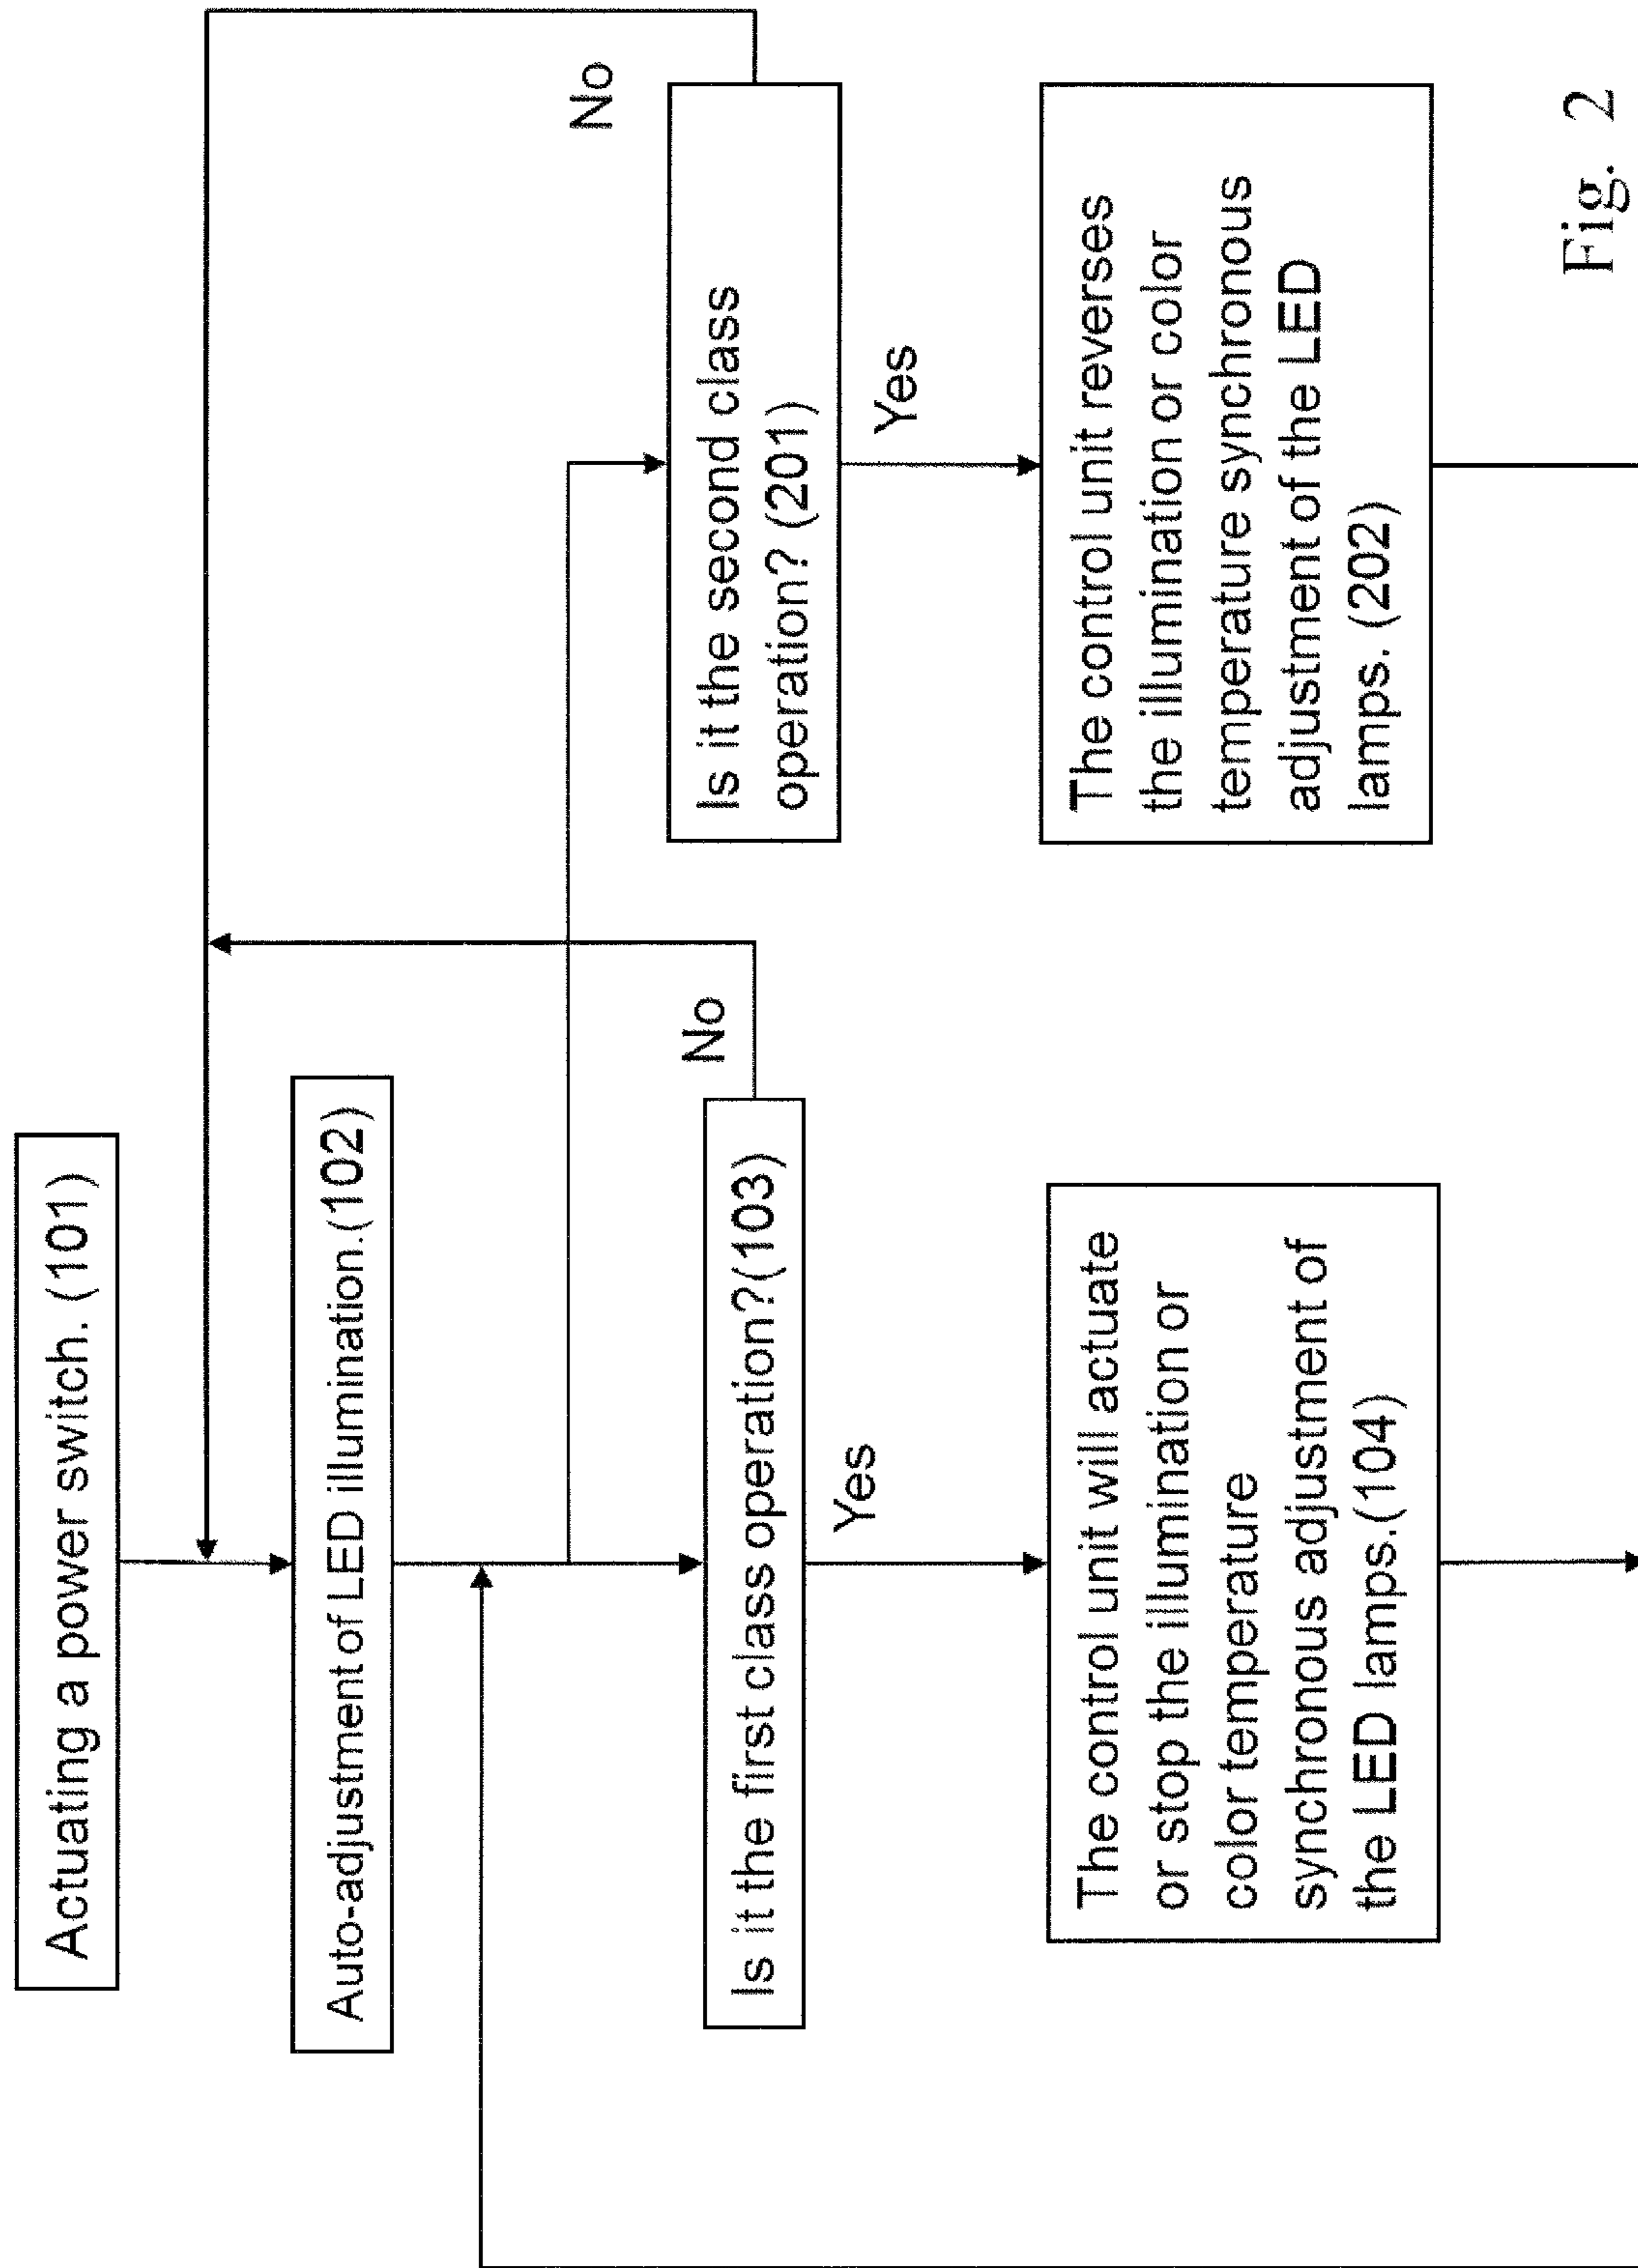 Actuating a power switch. (101)
Auto-adjustment of LED illumination.(102)
Is it the first class operation?(103)
No
Yes
The control unit will actuate
or stop the illumination or
color temperature
synchronous adjustment of
the LED lamps.(104)
Is it the second class
operation? (201)
No
Yes
The control unit reverses
the illumination or color
temperature synchronous
adjustment of the LED
lamps. (202)
Fig. 2